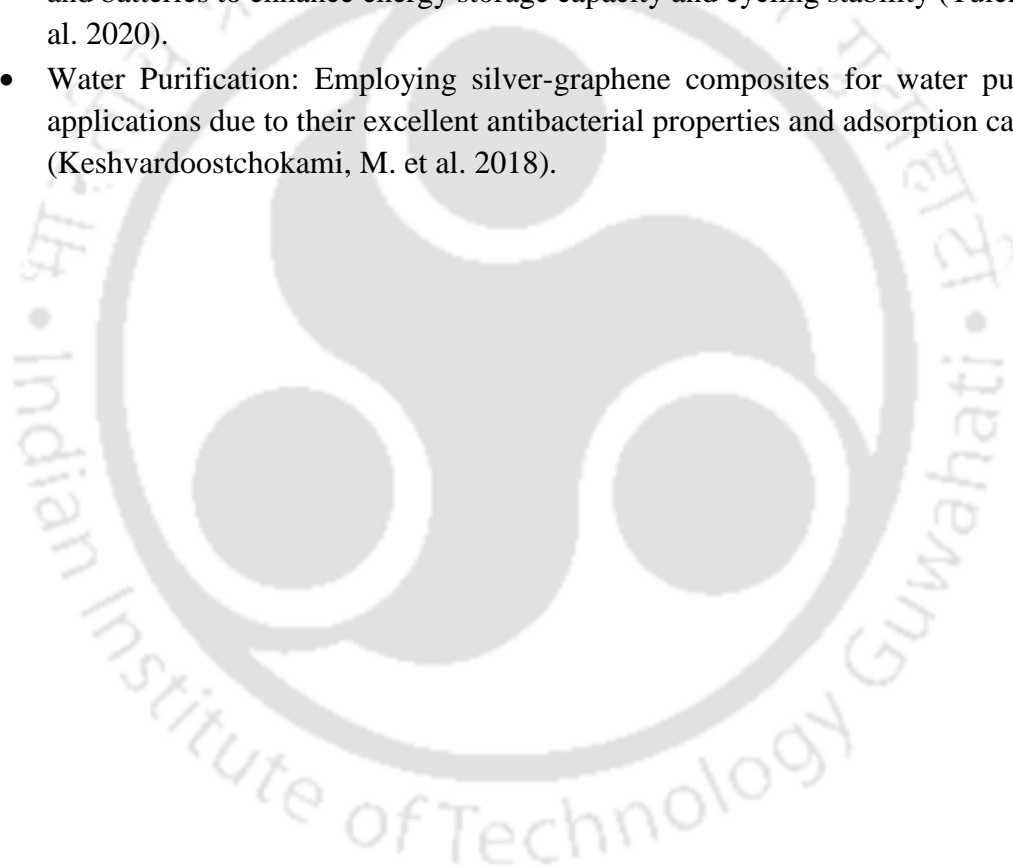 and batteries to enhance energy storage capacity and cycling stability
al. 2020).
• Water Purification: Employing silver-graphene composites for water pu
applications due to their excellent antibacterial properties and adsorption ca
(Keshvardoostchokami, M. et al. 2018).
• Indian Institute of Technology Guwahati •